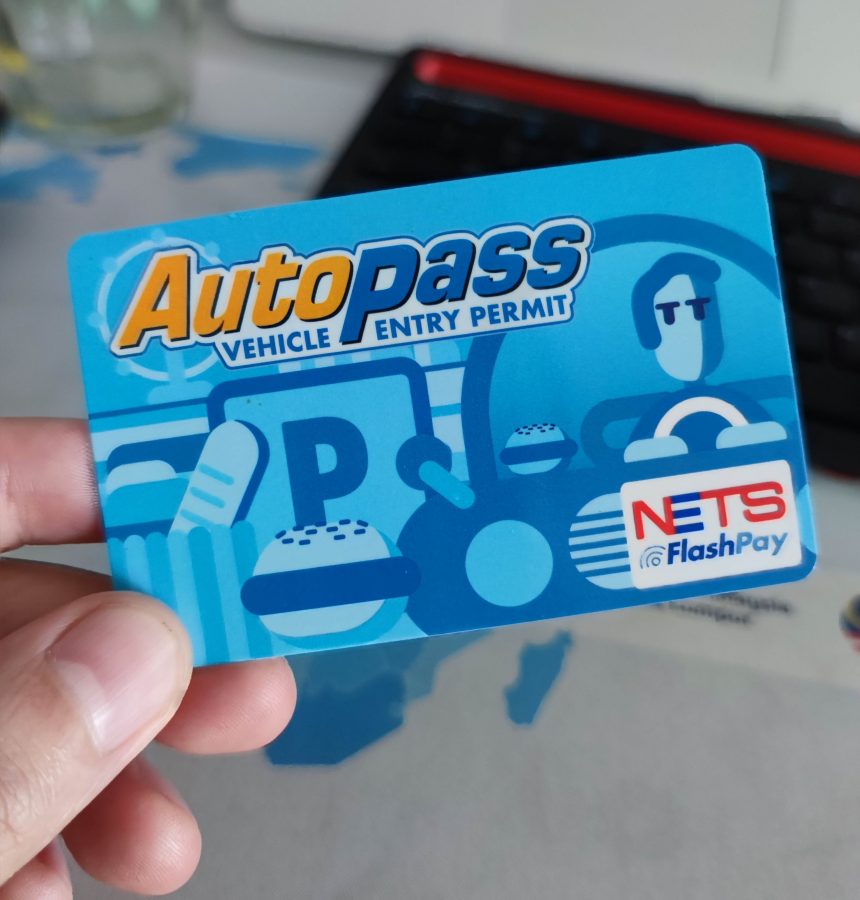 Autopass
VEHICLE ENTRY PERMIT
P
NETS
FlashPay